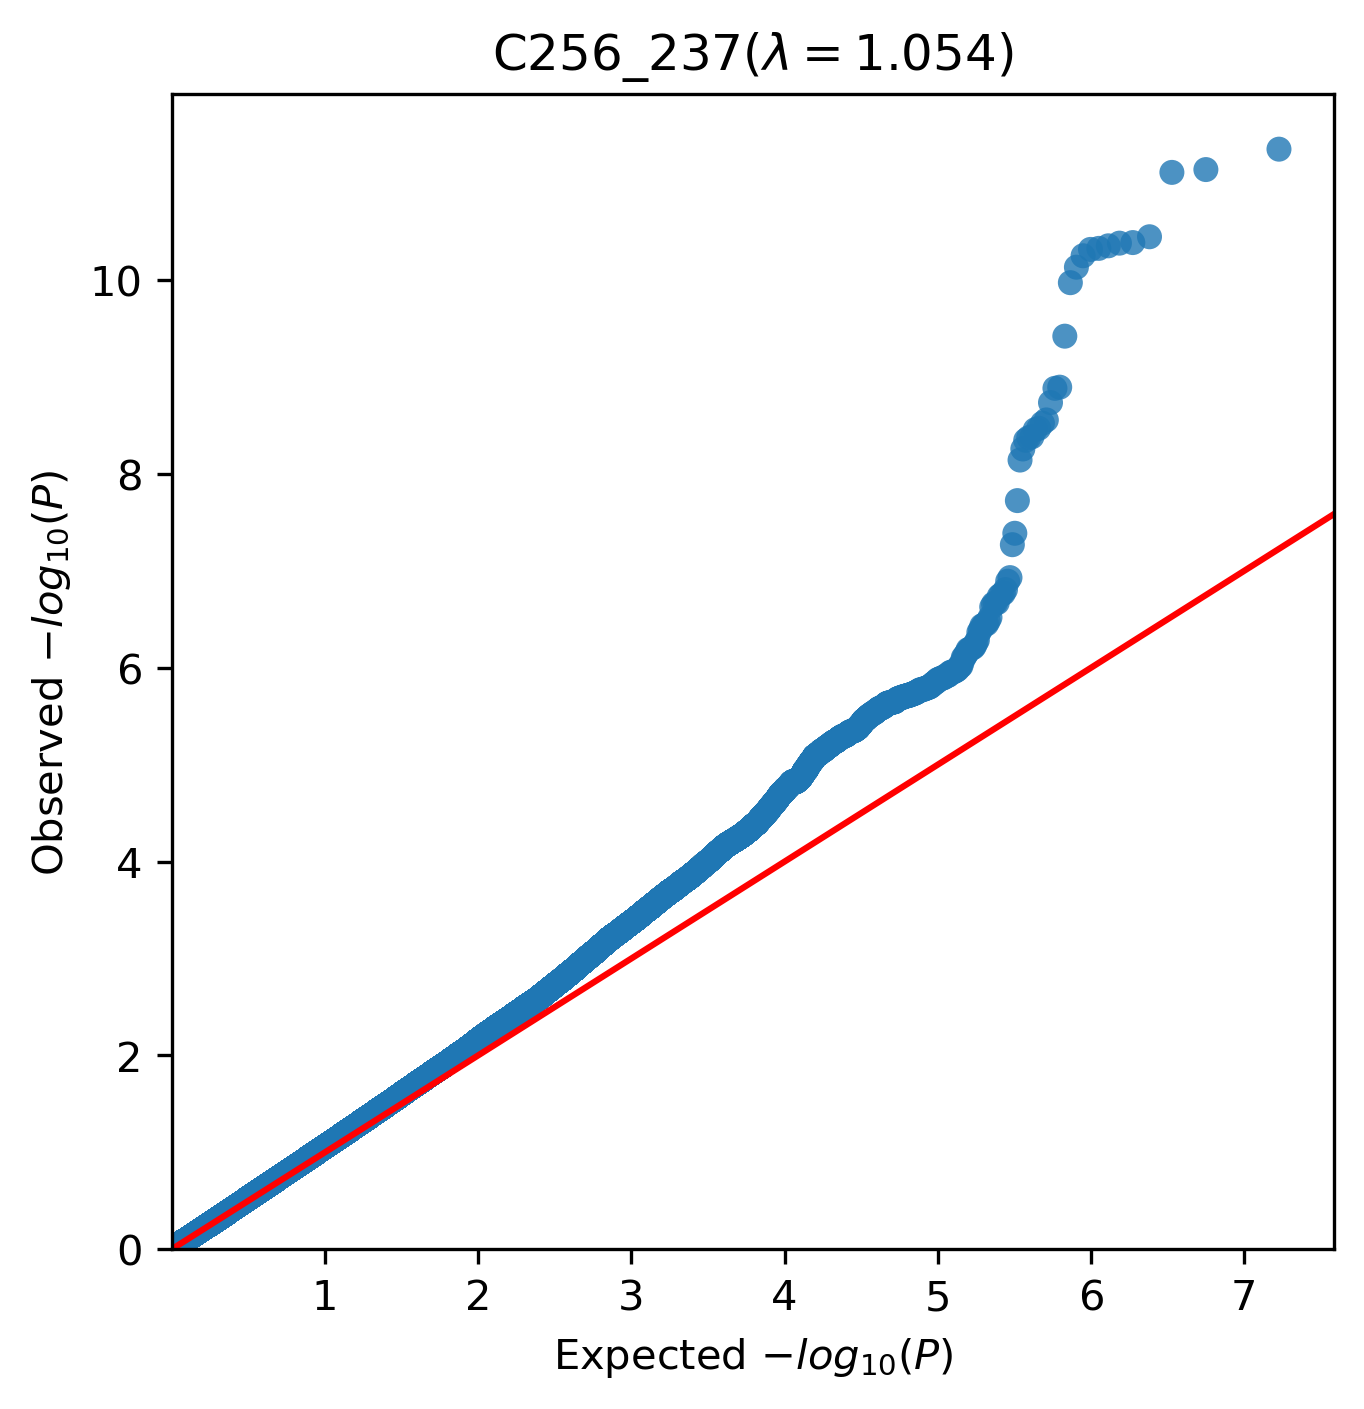 C256_237(λ = 1.054)
Observed −log₁₀(P)
10
8
6
4
2
0
1 2 3 4 5 6 7
Expected −log₁₀(P)